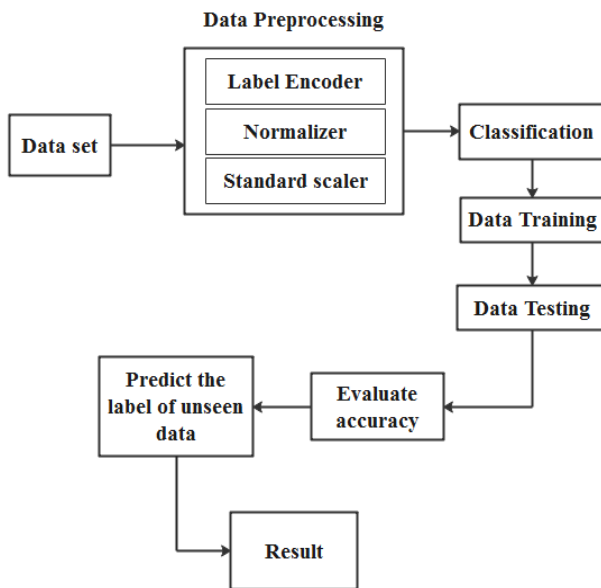 Data Preprocessing
Label Encoder
Normalizer
Standard scaler
Data set
Classification
Data Training
Data Testing
Evaluate
accuracy
Predict the
label of unseen
data
Result